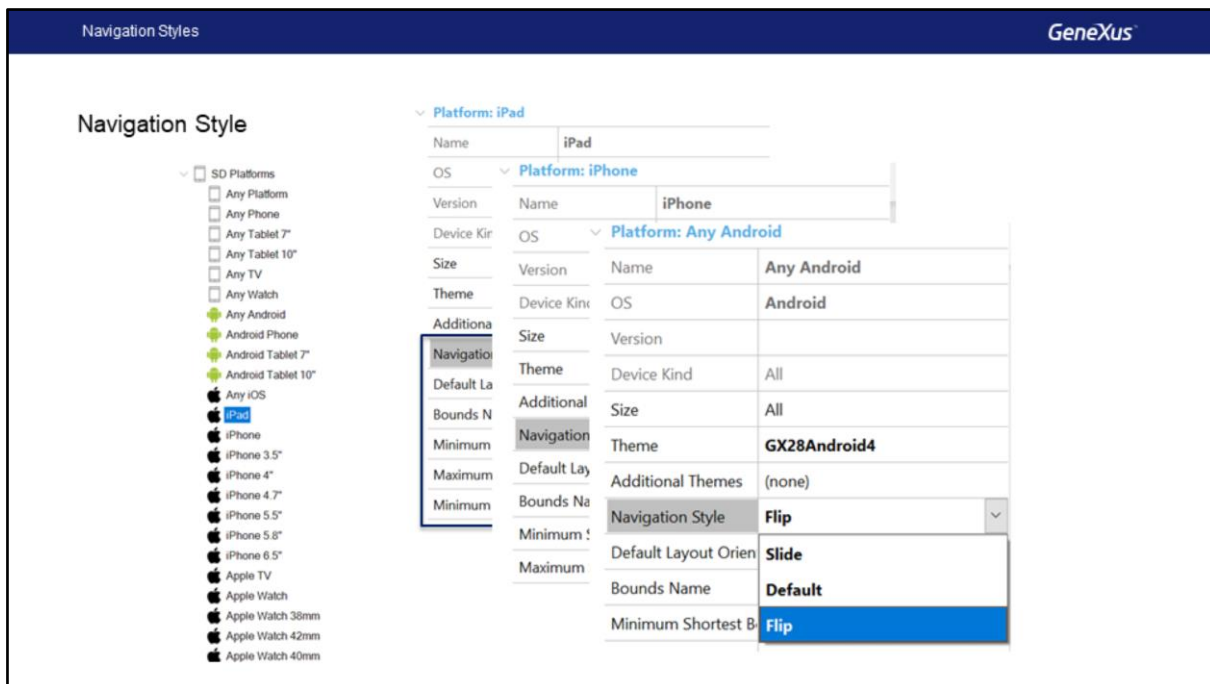 Navigation Styles
GeneXus
Navigation Style
SD Platforms
Any Platform
Any Phone
Any Tablet 7"
Any Tablet 10"
Any TV
Any Watch
Any Android
Android Phone
Android Tablet 7"
Android Tablet 10"
Any iOS
iPad
iPhone
iPhone 3.5"
iPhone 4"
iPhone 4.7"
iPhone 5.5"
iPhone 5.8"
iPhone 6.5"
Apple TV
Apple Watch
Apple Watch 38mm
Apple Watch 42mm
Apple Watch 40mm
Platform: iPad
Name iPad
OS
Version
Device Kin
Size
Theme
Additiona
Navigatio
Default La
Bounds N
Minimum
Maximum
Minimum
Platform: iPhone
Name iPhone
OS
Version
Device Kind
Size
Theme
Additional
Navigation
Default Lay
Bounds Na
Minimum S
Maximum
Platform: Any Android
Name Any Android
OS Android
Version
Device Kind All
Size All
Theme GX28Android4
Additional Themes (none)
Navigation Style Flip
Default Layout Orien Slide
Bounds Name Default
Minimum Shortest B Flip